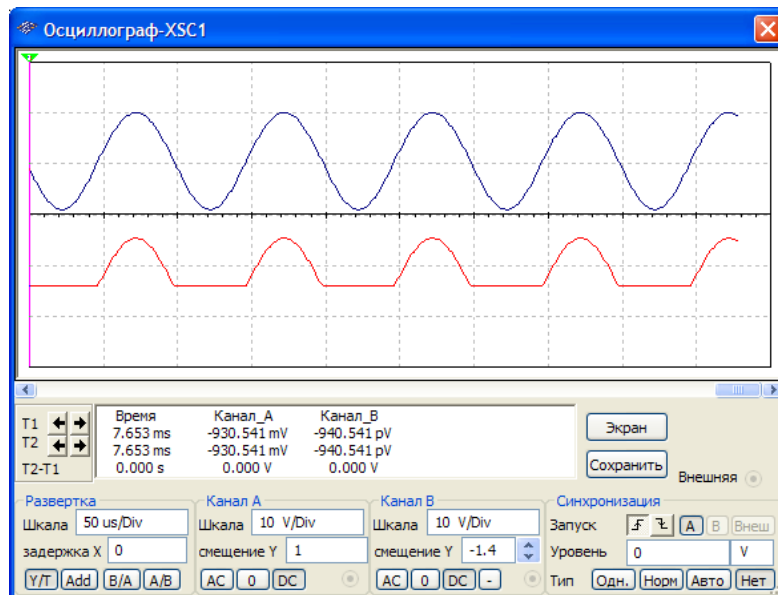 Осциллограф-XSC1
Время Канал_A Канал_B
T1 7.653 ms -930.541 mV -940.541 pV
T2 7.653 ms -930.541 mV -940.541 pV
T2-T1 0.000 s 0.000 V 0.000 V
Экран
Сохранить
Внешняя
Развертка
Шкала 50 us/Div
задержка X 0
Y/T Add B/A A/B
Канал A
Шкала 10 V/Div
смещение Y 1
AC 0 DC
Канал B
Шкала 10 V/Div
смещение Y -1.4
AC 0 DC -
Синхронизация
Запуск A B Внеш
Уровень 0 V
Тип Одн. Норм Авто Нет